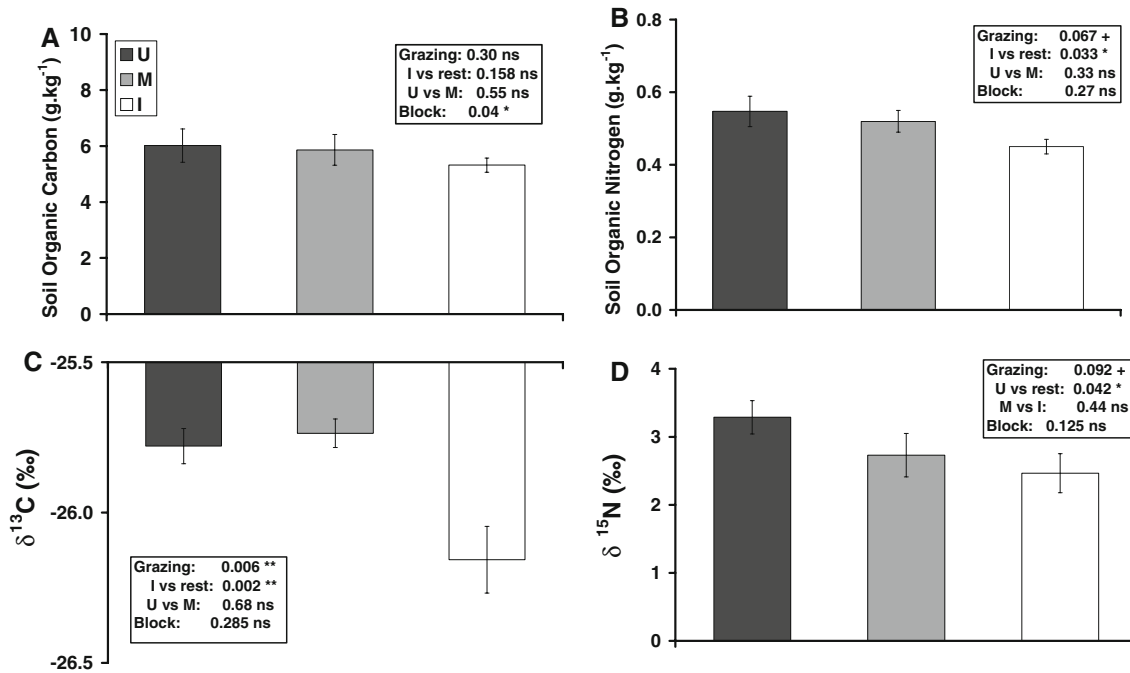 A
Soil Organic Carbon (g.kg-1)
10
8
6
4
2
0
U
M
I
Grazing: 0.30 ns
I vs rest: 0.158 ns
U vs M: 0.55 ns
Block: 0.04 *
B
Soil Organic Nitrogen (g.kg-1)
0.8
0.6
0.4
0.2
0.0
Grazing: 0.067 +
I vs rest: 0.033 *
U vs M: 0.33 ns
Block: 0.27 ns
C
δ 13C (‰)
-25.5
-26.0
-26.5
Grazing: 0.006 **
I vs rest: 0.002 **
U vs M: 0.68 ns
Block: 0.285 ns
D
δ 15N (‰)
4
3
2
1
0
Grazing: 0.092 +
U vs rest: 0.042 *
M vs I: 0.44 ns
Block: 0.125 ns